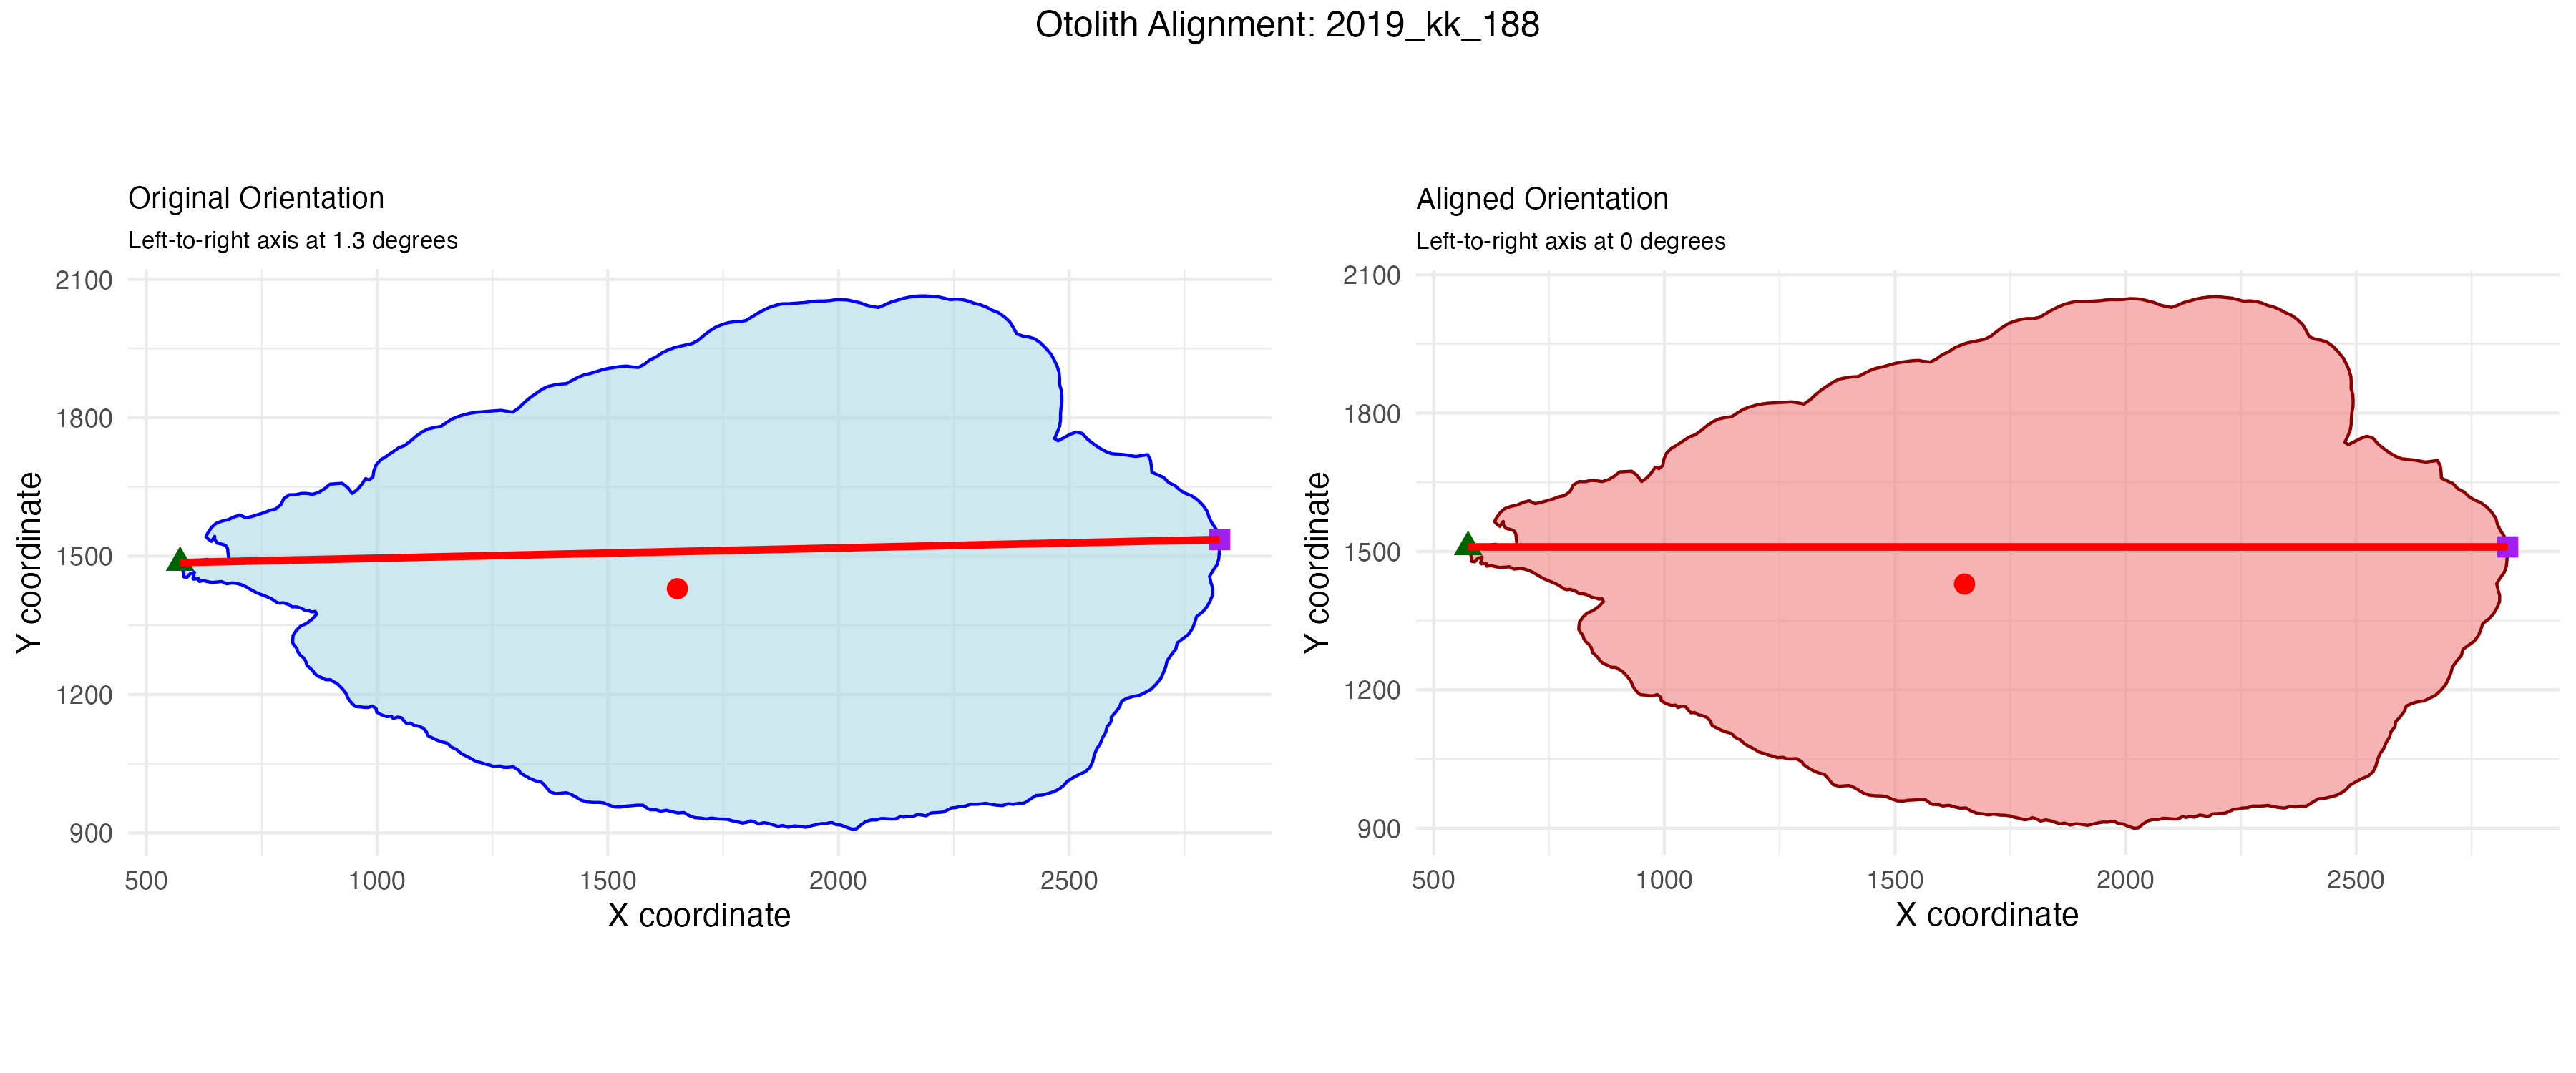 Otolith Alignment: 2019_kk_188
Original Orientation
Left-to-right axis at 1.3 degrees
2100
1800
1500
1200
900
Y coordinate
500 1000 1500 2000 2500
X coordinate
Aligned Orientation
Left-to-right axis at 0 degrees
2100
1800
1500
1200
900
Y coordinate
500 1000 1500 2000 2500
X coordinate